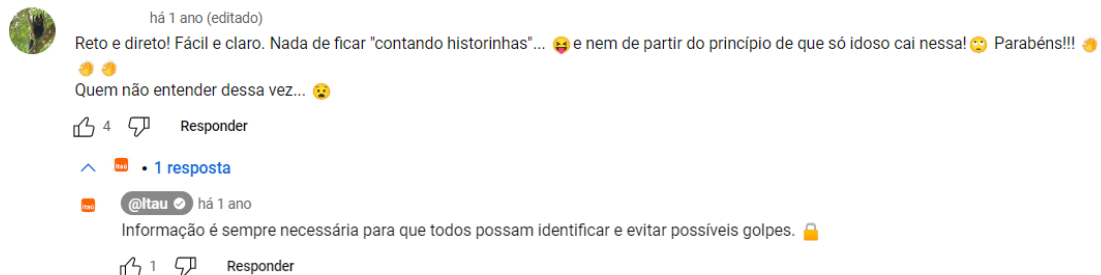 há 1 ano (editado)
Reto e direto! Fácil e claro. Nada de ficar "contando historinhas"... 😝 e nem de partir do princípio de que só idoso cai nessa! 🙄 Parabéns!!! 👏
👏 👏
Quem não entender dessa vez... 😧
4 Responder
Itaú • 1 resposta
Itaú @Itau há 1 ano
Informação é sempre necessária para que todos possam identificar e evitar possíveis golpes. 🔒
1 Responder